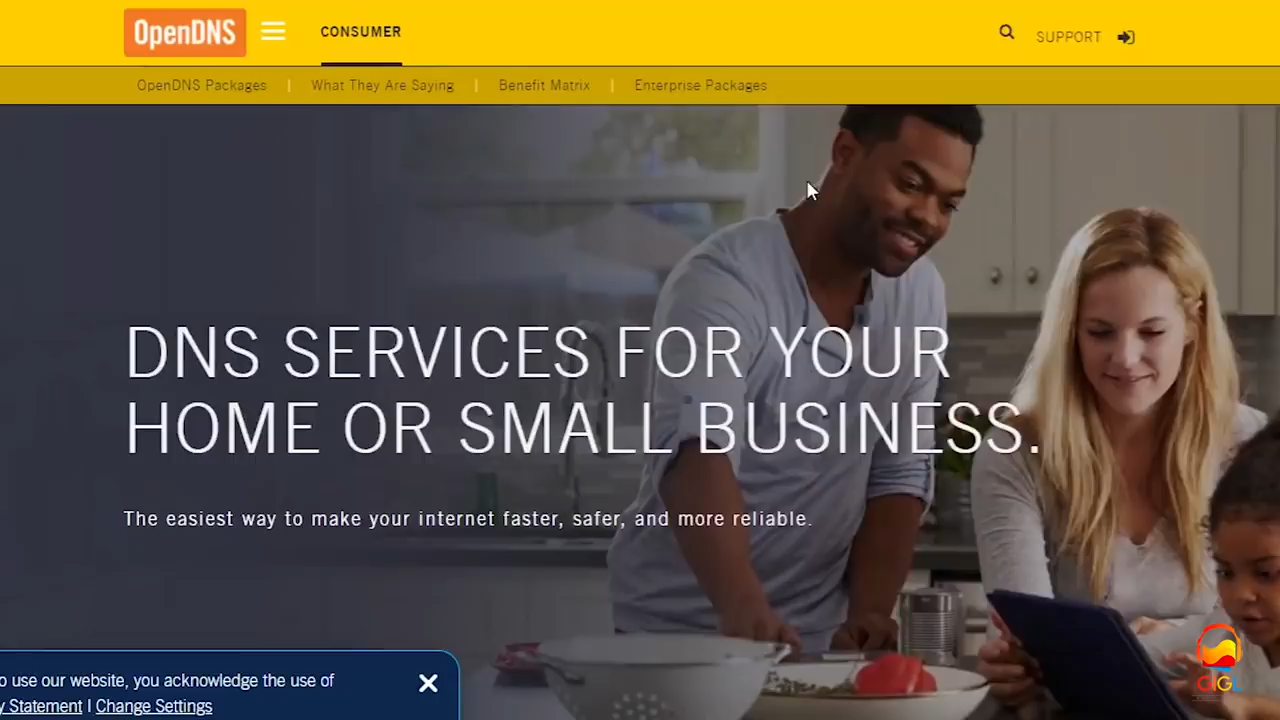 OpenDNS
CONSUMER
SUPPORT
OpenDNS Packages | What They Are Saying | Benefit Matrix | Enterprise Packages
DNS SERVICES FOR YOUR
HOME OR SMALL BUSINESS.
The easiest way to make your internet faster, safer, and more reliable.
o use our website, you acknowledge the use of
y Statement | Change Settings
GIGL